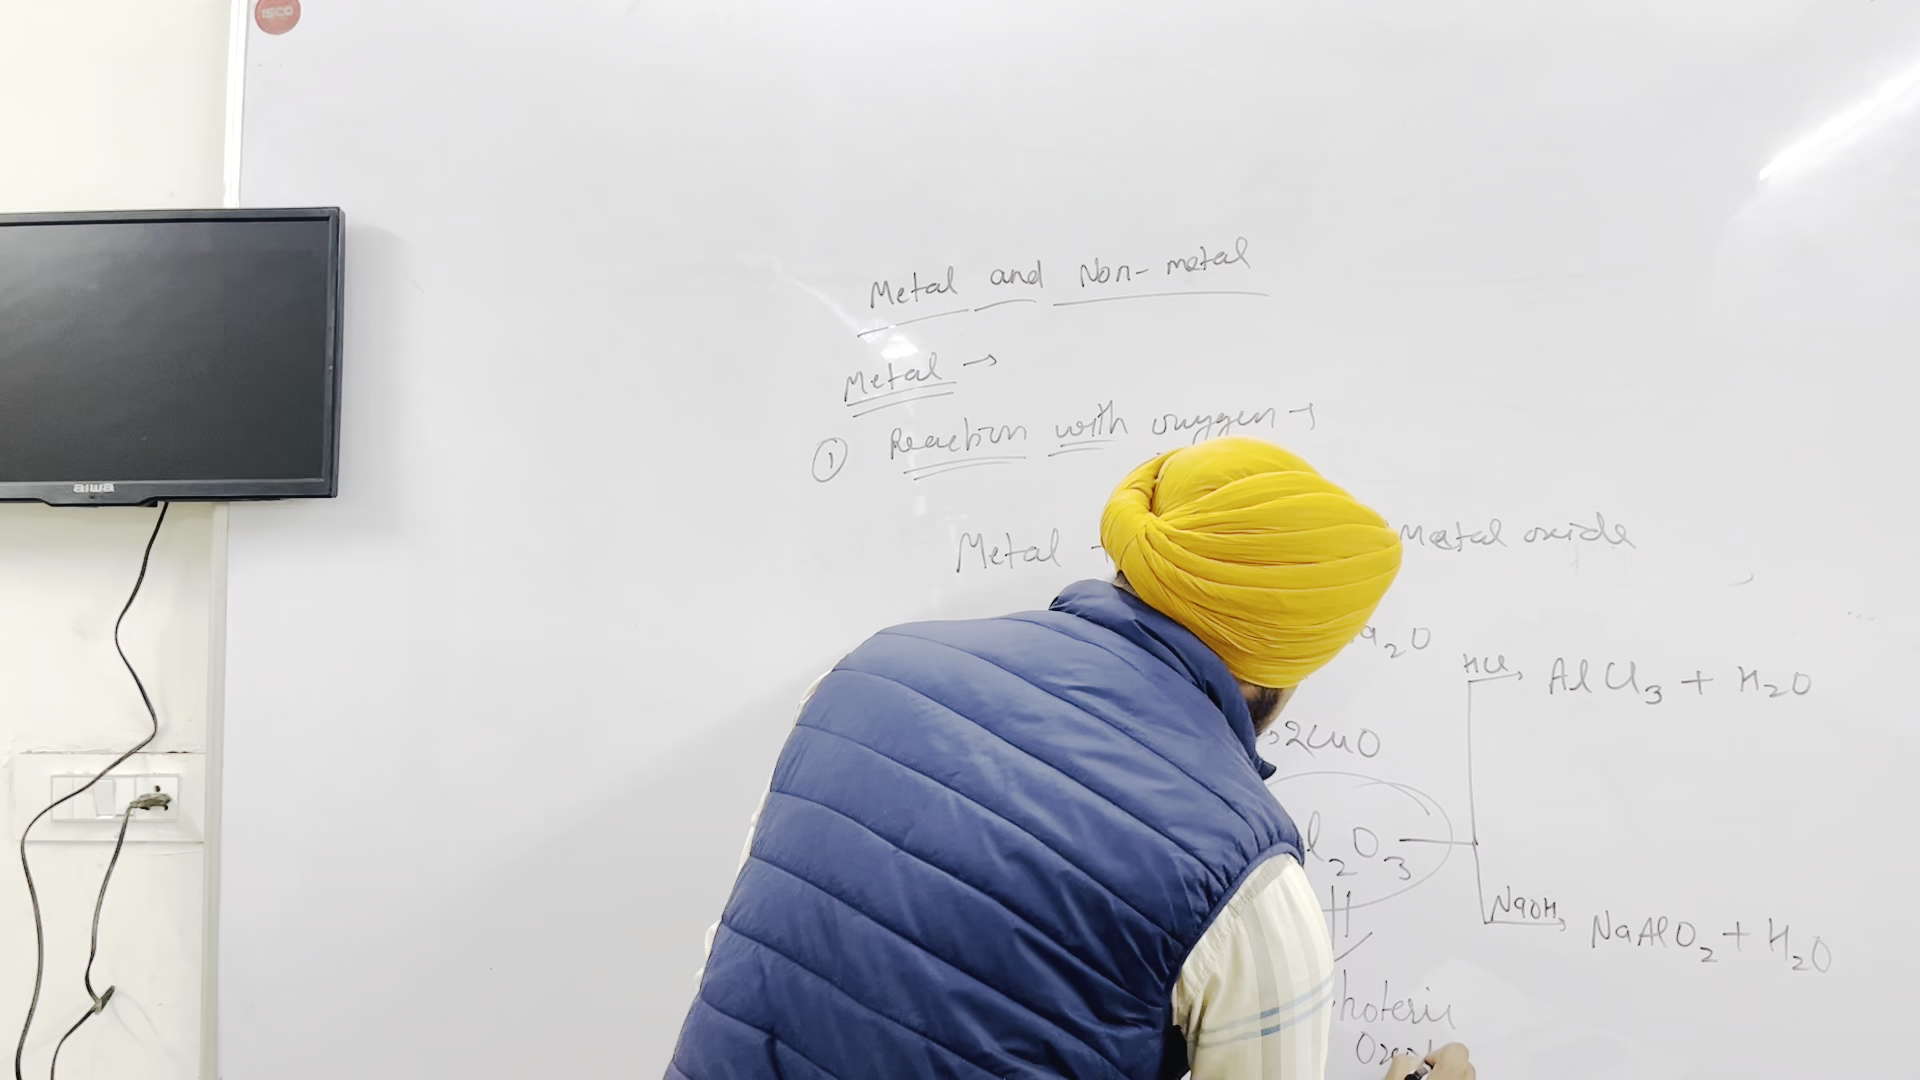 ISCO
Metal and Non-metal
Metal →
① Reaction with oxygen →
Metal + Metal oxide
a₂O
HCl → AlCl₃ + H₂O
→ 2CuO
l₂O₃
NaOH → NaAlO₂ + H₂O
hoteric
aiwa